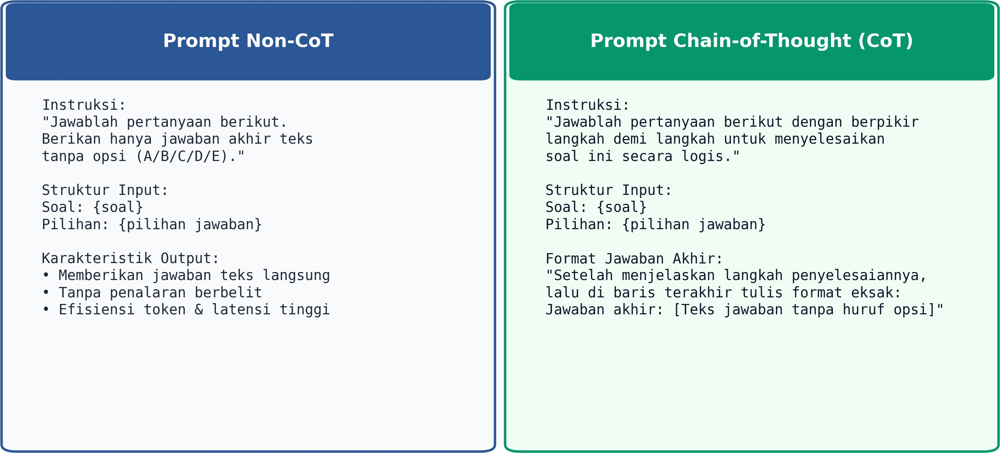 Prompt Non-CoT
Instruksi:
"Jawablah pertanyaan berikut.
Berikan hanya jawaban akhir teks
tanpa opsi (A/B/C/D/E)."
Struktur Input:
Soal: {soal}
Pilihan: {pilihan jawaban}
Karakteristik Output:
• Memberikan jawaban teks langsung
• Tanpa penalaran berbelit
• Efisiensi token & latensi tinggi
Prompt Chain-of-Thought (CoT)
Instruksi:
"Jawablah pertanyaan berikut dengan berpikir
langkah demi langkah untuk menyelesaikan
soal ini secara logis."
Struktur Input:
Soal: {soal}
Pilihan: {pilihan jawaban}
Format Jawaban Akhir:
"Setelah menjelaskan langkah penyelesaiannya,
lalu di baris terakhir tulis format eksak:
Jawaban akhir: [Teks jawaban tanpa huruf opsi]"